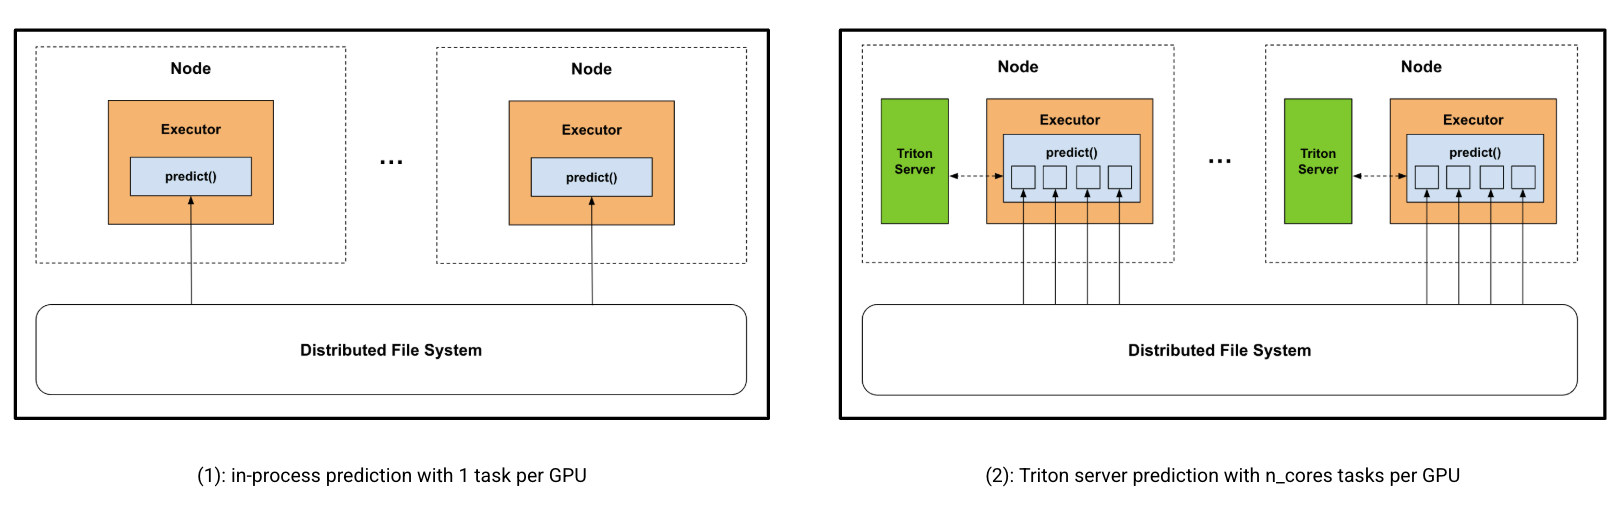 Node
Executor
predict()
...
Node
Executor
predict()
Distributed File System
(1): in-process prediction with 1 task per GPU
Node
Triton
Server
Executor
predict()
...
Node
Triton
Server
Executor
predict()
Distributed File System
(2): Triton server prediction with n_cores tasks per GPU